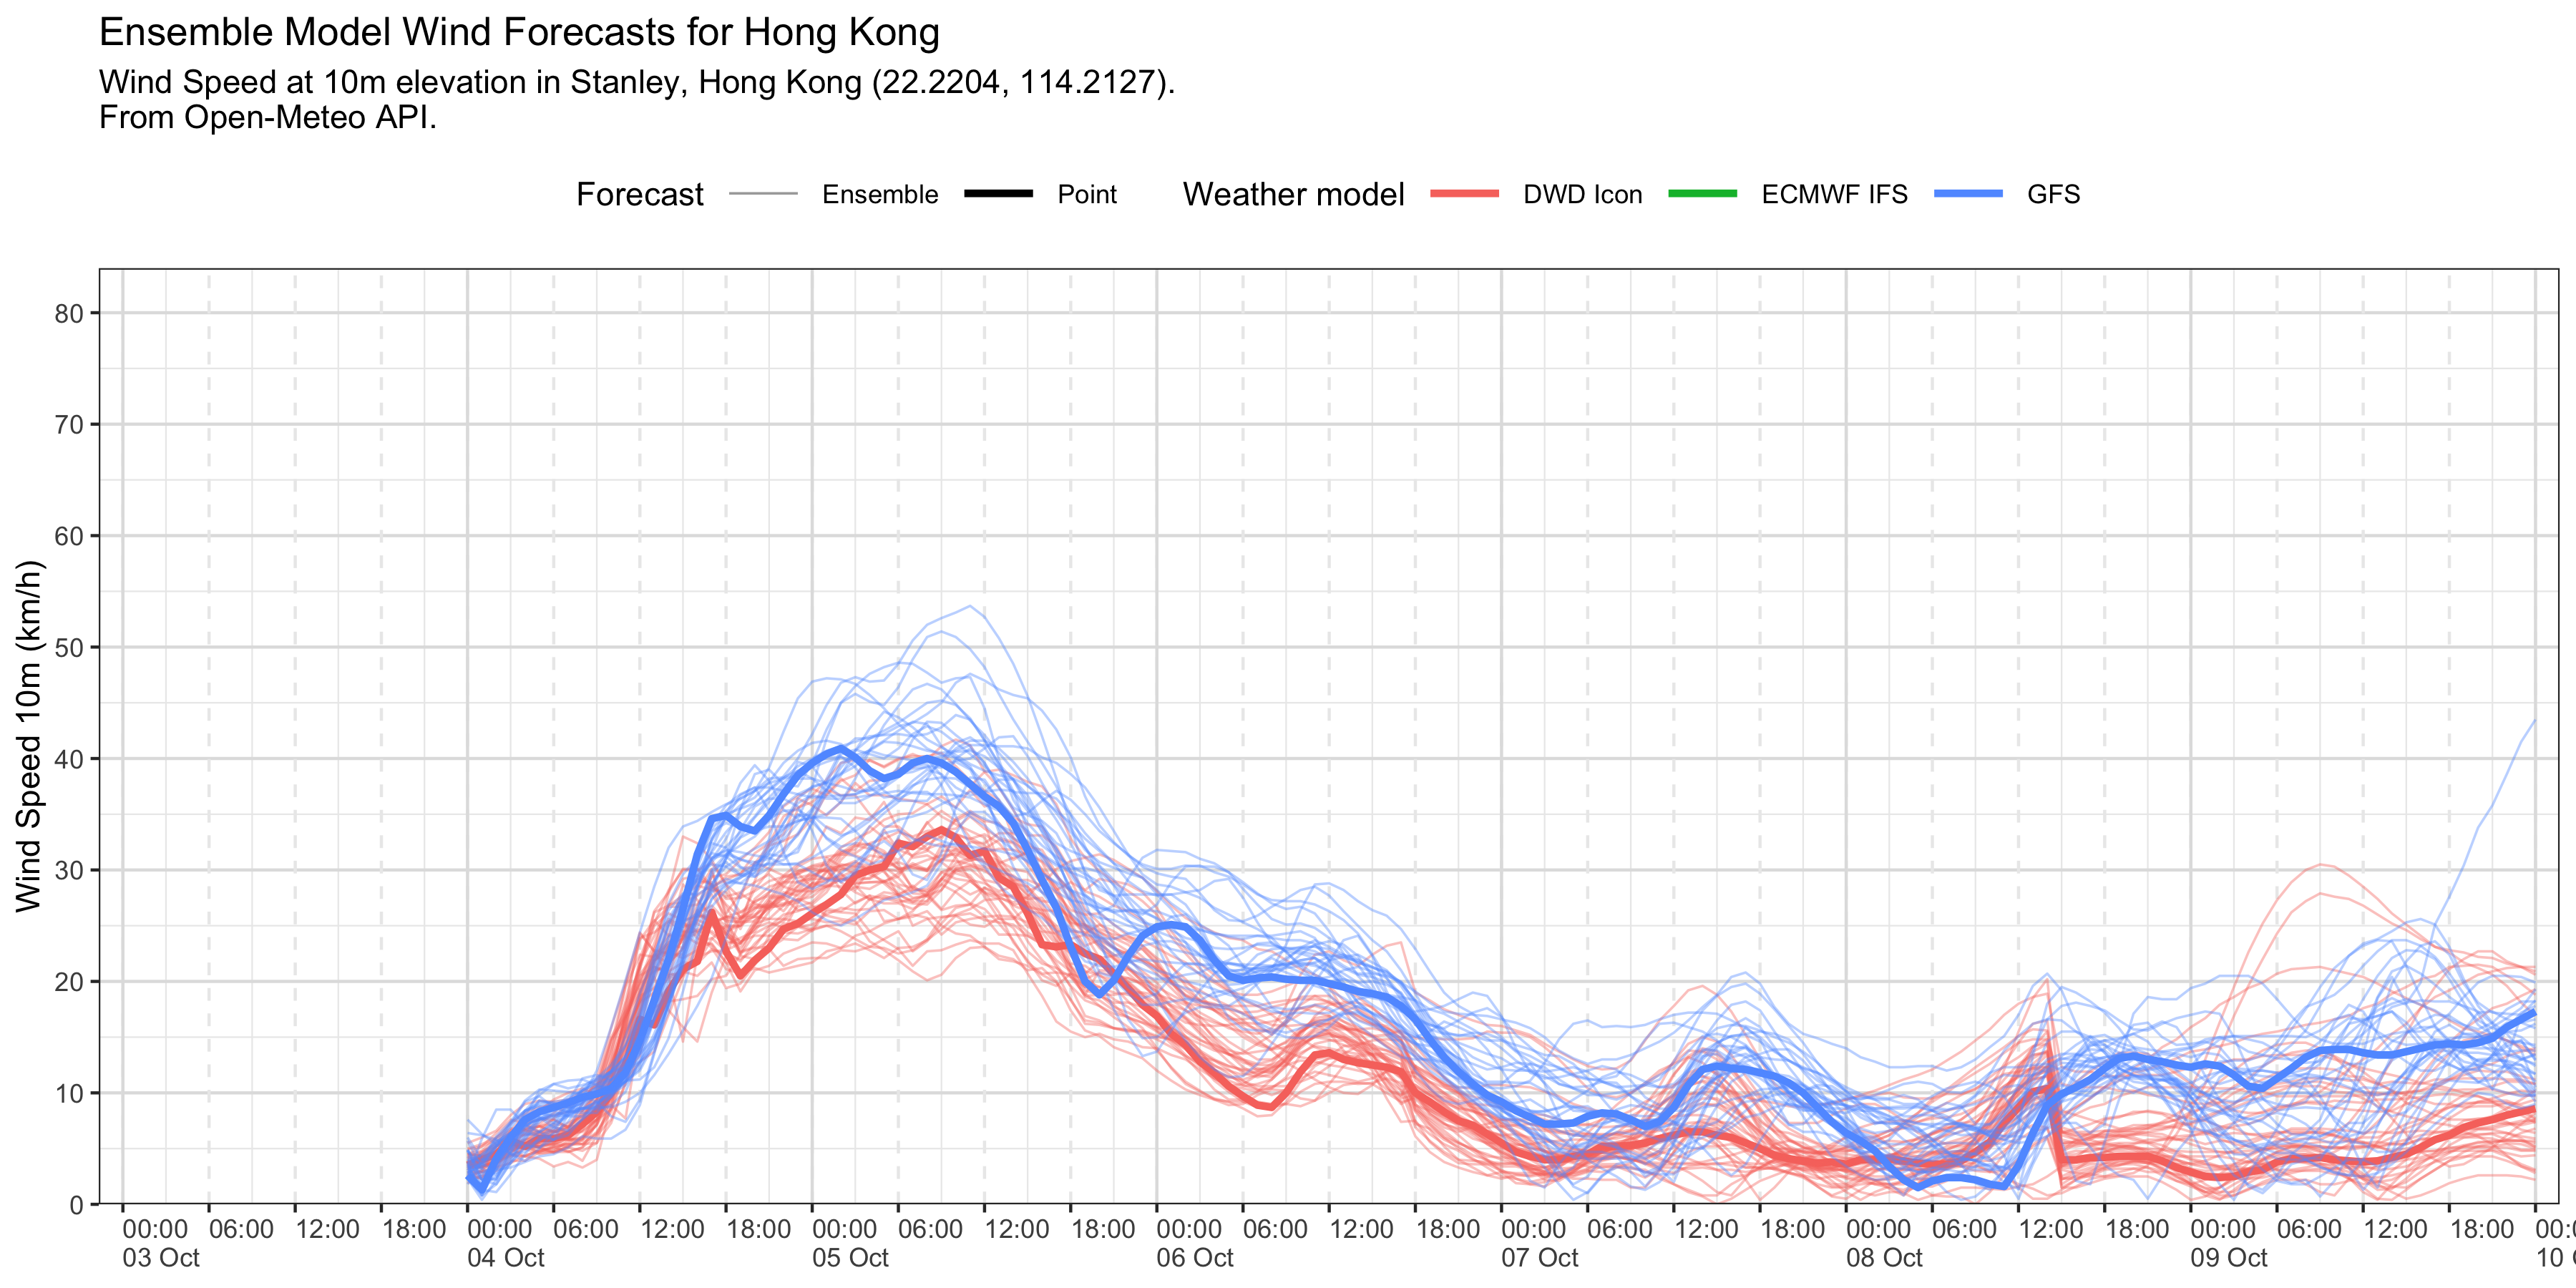 Ensemble Model Wind Forecasts for Hong Kong
Wind Speed at 10m elevation in Stanley, Hong Kong (22.2204, 114.2127).
From Open-Meteo API.
Forecast Ensemble Point Weather model DWD Icon ECMWF IFS GFS
Wind Speed 10m (km/h)
80
70
60
50
40
30
20
10
0
00:00 06:00 12:00 18:00 00:00 06:00 12:00 18:00 00:00 06:00 12:00 18:00 00:00 06:00 12:00 18:00 00:00 06:00 12:00 18:00 00:00 06:00 12:00 18:00 00:00 06:00 12:00 18:00
03 Oct 04 Oct 05 Oct 06 Oct 07 Oct 08 Oct 09 Oct 10